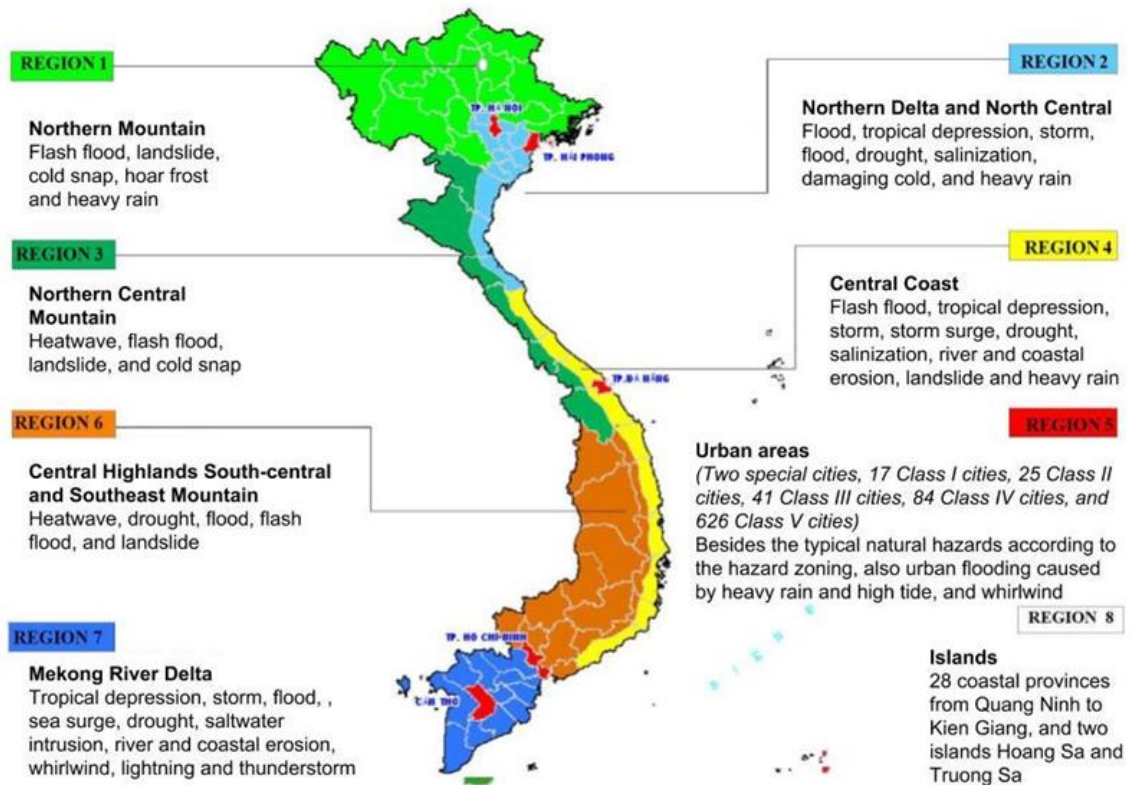 REGION 1
Northern Mountain
Flash flood, landslide,
cold snap, hoar frost
and heavy rain
REGION 2
Northern Delta and North Central
Flood, tropical depression, storm,
flood, drought, salinization,
damaging cold, and heavy rain
REGION 3
Northern Central
Mountain
Heatwave, flash flood,
landslide, and cold snap
REGION 4
Central Coast
Flash flood, tropical depression,
storm, storm surge, drought,
salinization, river and coastal
erosion, landslide and heavy rain
REGION 6
Central Highlands South-central
and Southeast Mountain
Heatwave, drought, flood, flash
flood, and landslide
REGION 5
Urban areas
(Two special cities, 17 Class I cities, 25 Class II
cities, 41 Class III cities, 84 Class IV cities, and
626 Class V cities)
Besides the typical natural hazards according to
the hazard zoning, also urban flooding caused
by heavy rain and high tide, and whirlwind
REGION 7
Mekong River Delta
Tropical depression, storm, flood, ,
sea surge, drought, saltwater
intrusion, river and coastal erosion,
whirlwind, lightning and thunderstorm
REGION 8
Islands
28 coastal provinces
from Quang Ninh to
Kien Giang, and two
islands Hoang Sa and
Truong Sa
TP. HÀ NỘI
TP. HẢI PHÒNG
TP. ĐÀ NẴNG
TP. HỒ CHÍ MINH
CẦN THƠ